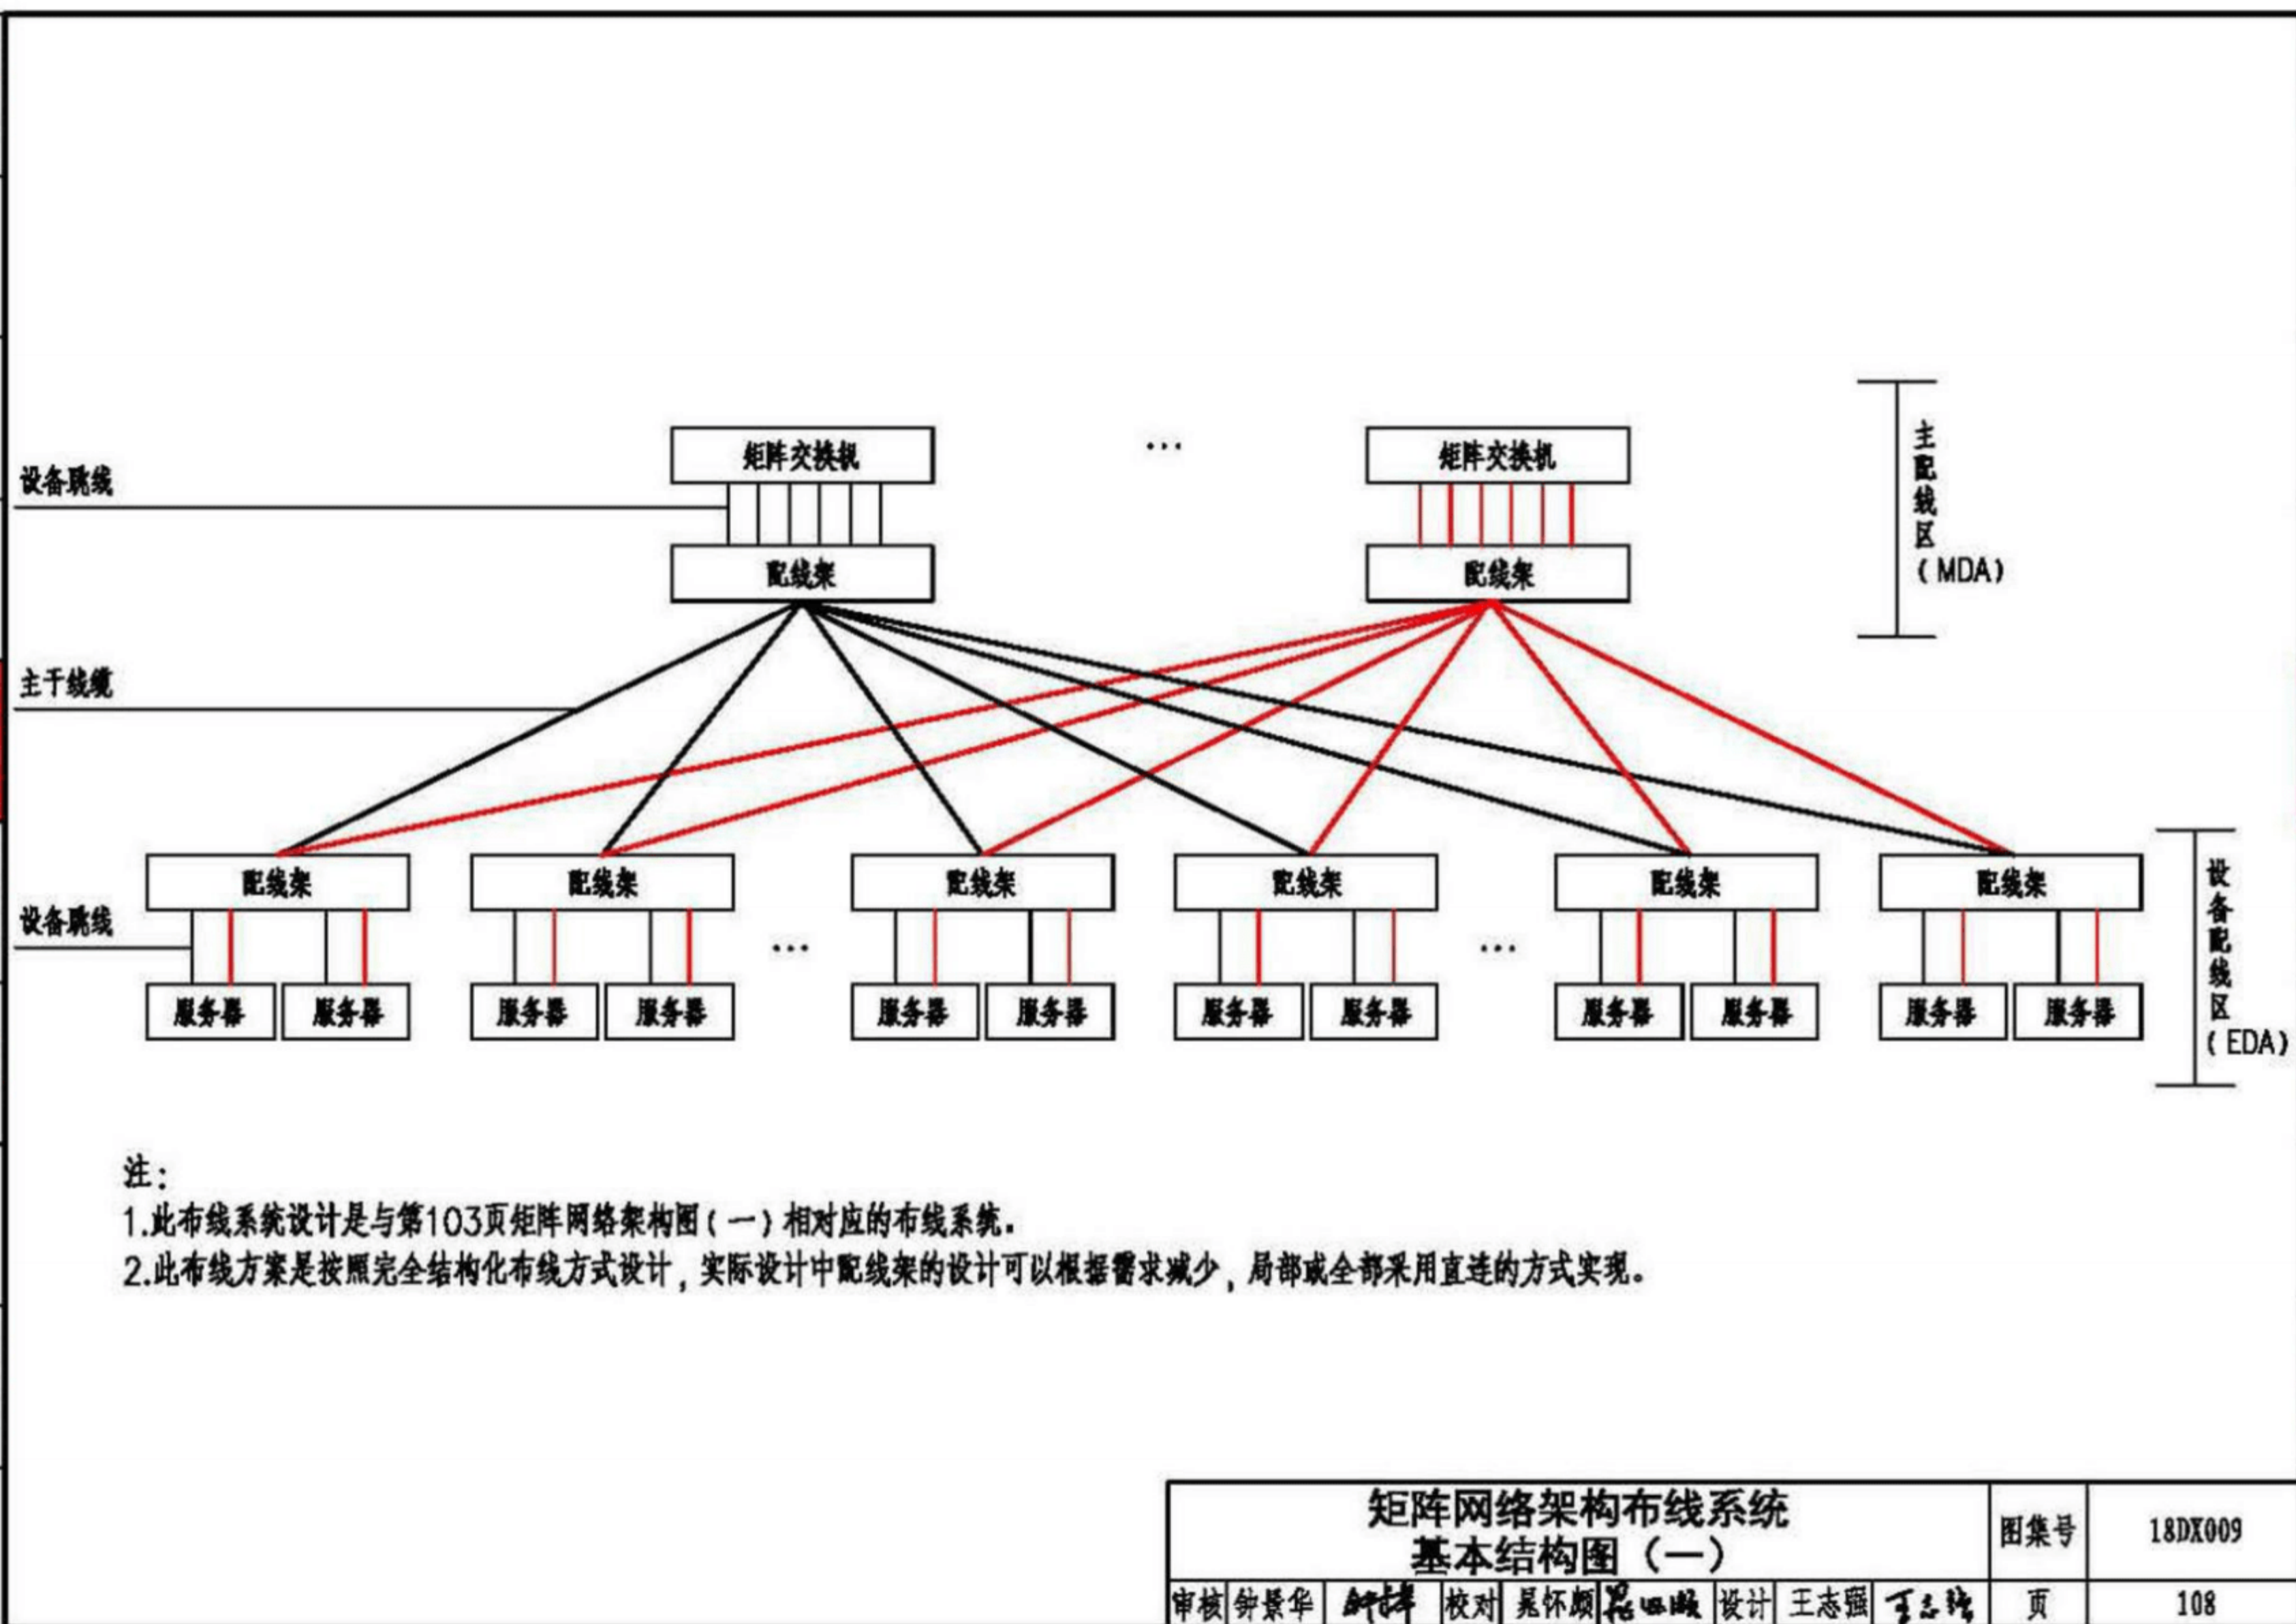 矩阵交换机
...
矩阵交换机
设备跳线
配线架
配线架
主配线区
(MDA)
主干线缆
配线架
配线架
配线架
配线架
配线架
配线架
设备跳线
...
...
服务器
服务器
服务器
服务器
服务器
服务器
服务器
服务器
服务器
服务器
服务器
服务器
设备配线区
(EDA)
注:
1.此布线系统设计是与第103页矩阵网络架构图(一)相对应的布线系统。
2.此布线方案是按照完全结构化布线方式设计,实际设计中配线架的设计可以根据需求减少,局部或全部采用直连的方式实现。
矩阵网络架构布线系统
基本结构图(一)
图集号 18DX009
审核 钟景华 校对 晁怀颇 设计 王志强 王志强 页 108